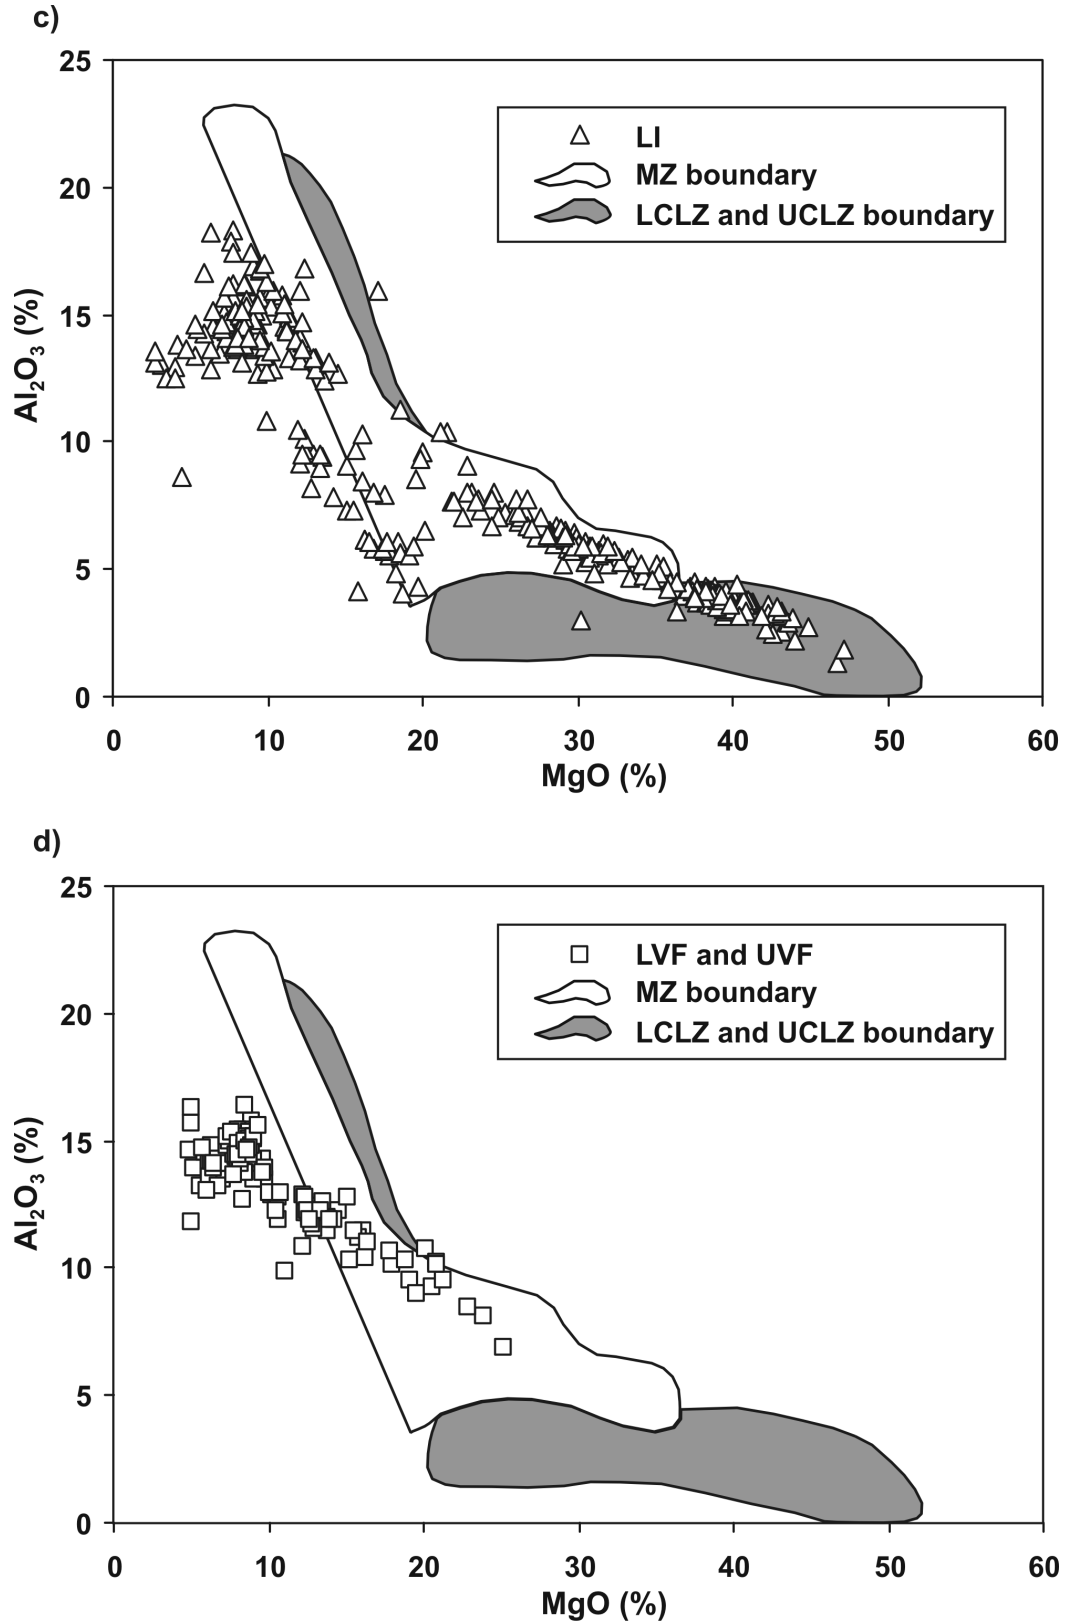 c)
25
20
15
10
5
0
Al₂O₃ (%)
LI
MZ boundary
LCLZ and UCLZ boundary
0 10 20 30 40 50 60
MgO (%)
d)
25
20
15
10
5
0
Al₂O₃ (%)
LVF and UVF
MZ boundary
LCLZ and UCLZ boundary
0 10 20 30 40 50 60
MgO (%)